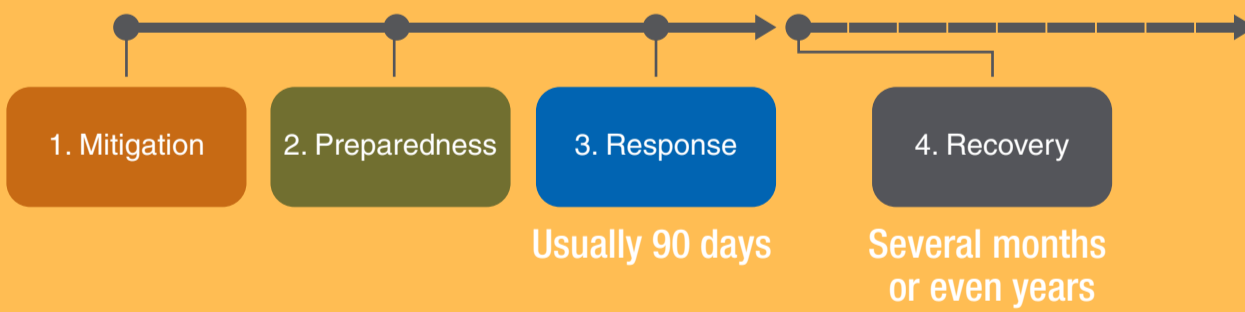 1. Mitigation
2. Preparedness
3. Response
4. Recovery
Usually 90 days
Several months
or even years